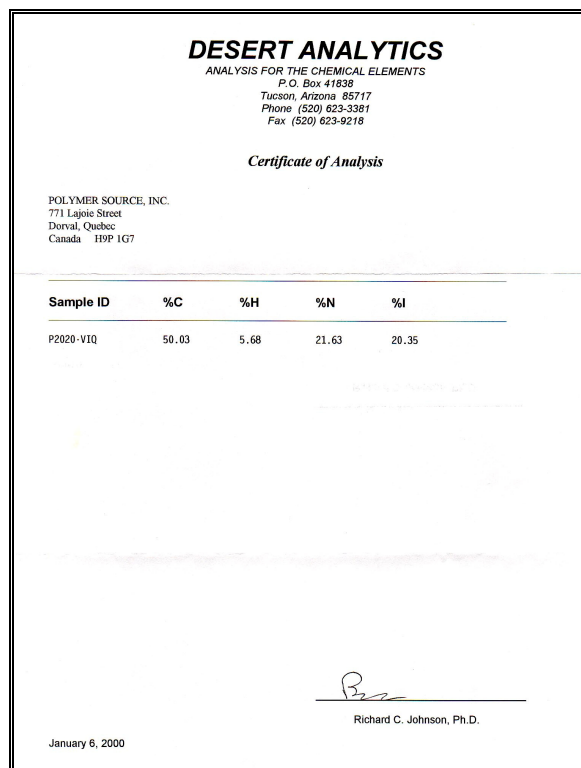 DESERT ANALYTICS
ANALYSIS FOR THE CHEMICAL ELEMENTS
P.O. Box 41838
Tucson, Arizona 85717
Phone (520) 623-3381
Fax (520) 623-9218
Certificate of Analysis
POLYMER SOURCE, INC.
771 Lajoie Street
Dorval, Quebec
Canada H9P 1G7
Sample ID %C %H %N %I
P2020-VIQ 50.03 5.68 21.63 20.35
Richard C. Johnson, Ph.D.
January 6, 2000